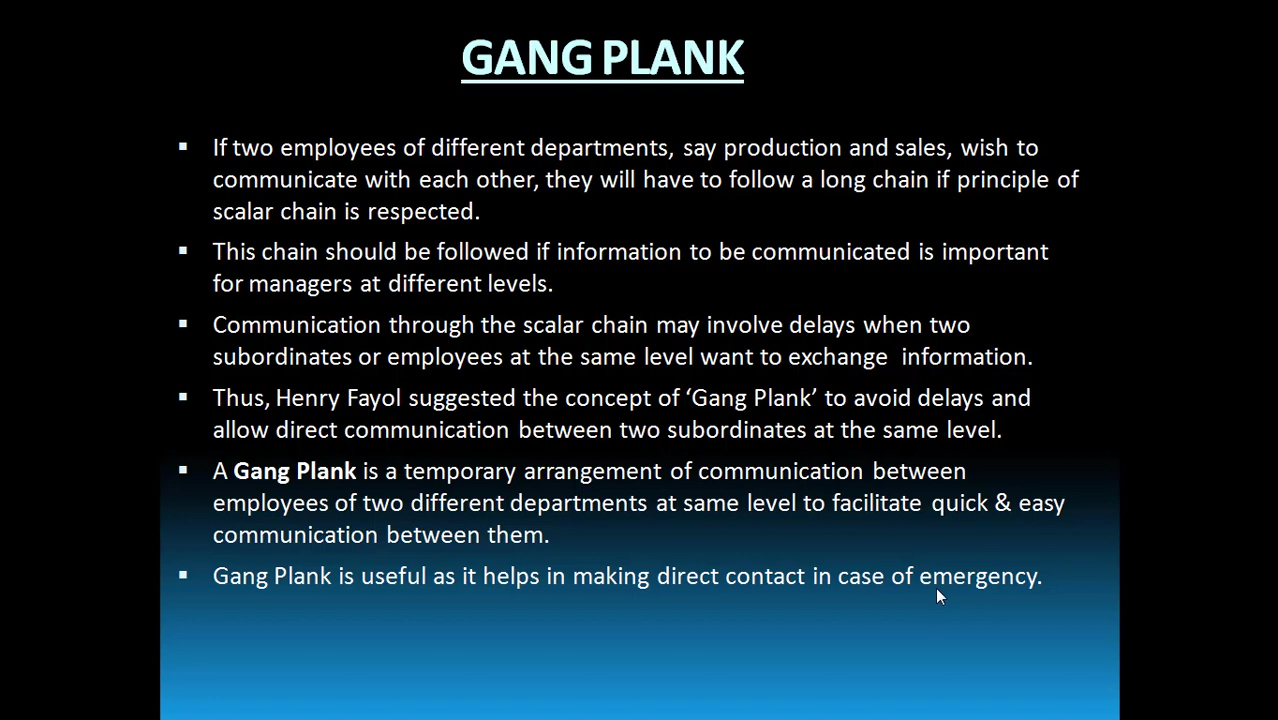 GANG PLANK
▪ If two employees of different departments, say production and sales, wish to
communicate with each other, they will have to follow a long chain if principle of
scalar chain is respected.
▪ This chain should be followed if information to be communicated is important
for managers at different levels.
▪ Communication through the scalar chain may involve delays when two
subordinates or employees at the same level want to exchange information.
▪ Thus, Henry Fayol suggested the concept of ‘Gang Plank’ to avoid delays and
allow direct communication between two subordinates at the same level.
▪ A Gang Plank is a temporary arrangement of communication between
employees of two different departments at same level to facilitate quick & easy
communication between them.
▪ Gang Plank is useful as it helps in making direct contact in case of emergency.